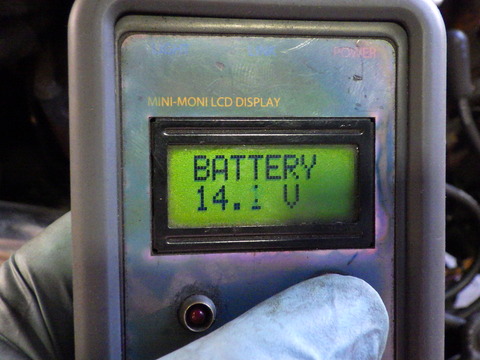 POWER
MINI-MONI LCD DISPLAY
BATTERY
14.1 V